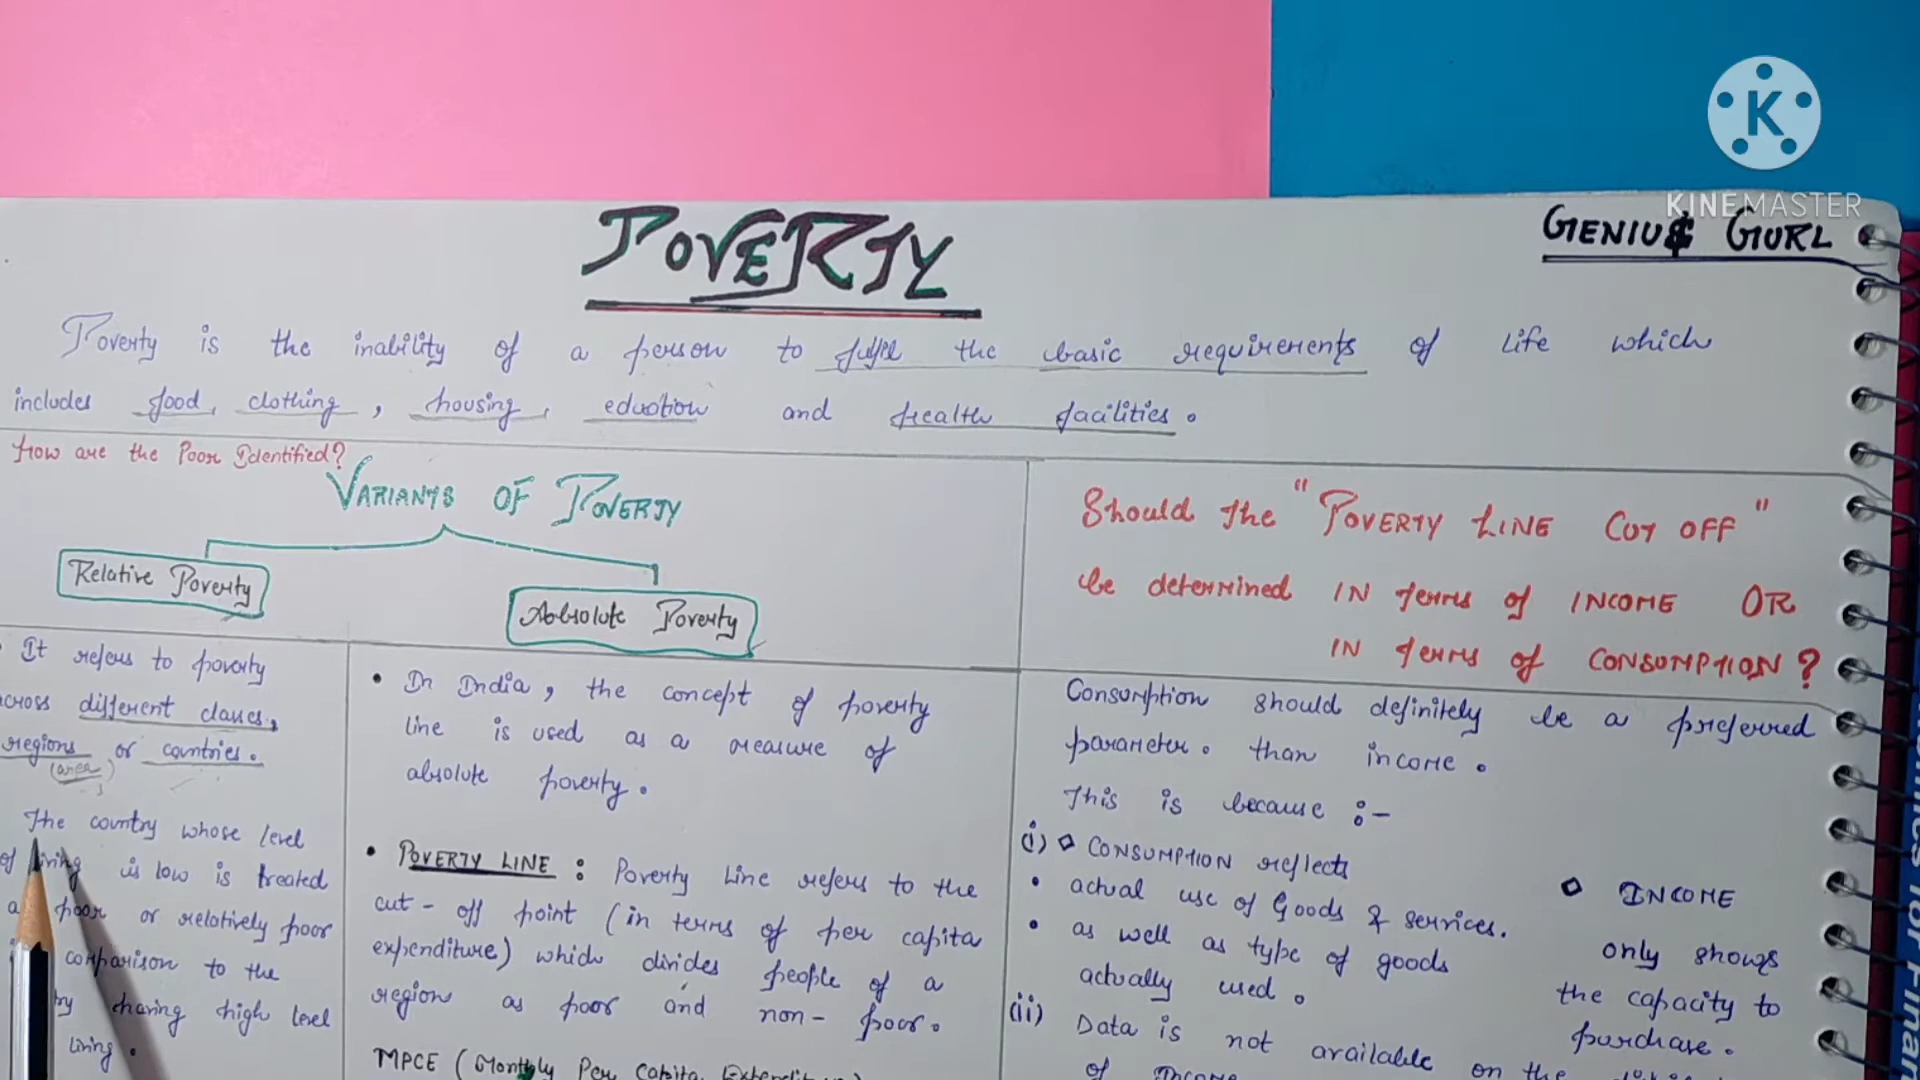 K
KINEMASTER
POVERTY
GENIUS GURL
Poverty is the inability of a person to fulfil the basic requirements of life which
includes food, clothing, housing, eduction and health facilities.
How are the Poor Identified?
VARIANTS OF POVERTY
Relative Poverty
Absolute Poverty
It refers to poverty
across different classes,
regions or countries.
(area)
The country whose level
of living is low is treated
poor or relatively poor
comparison to the
having high level
living.
• In India, the concept of poverty
line is used as a measure of
absolute poverty.
• POVERTY LINE : Poverty Line refers to the
cut-off point (in terms of per capita
expenditure) which divides people of a
region as poor and non-poor.
MPCE (Monthly Per Capita Expenditure)
Should The "POVERTY LINE CUT OFF"
be determined IN terms of INCOME OR
IN terms of CONSUMPTION?
Consumption should definitely be a preferred
parameter. than income.
This is because :-
(i) ◇ CONSUMPTION reflects
• actual use of Goods & services.
• as well as type of goods
actually used.
◇ INCOME
only shows
the capacity to
purchase.
(ii) Data is not available on the
of Income